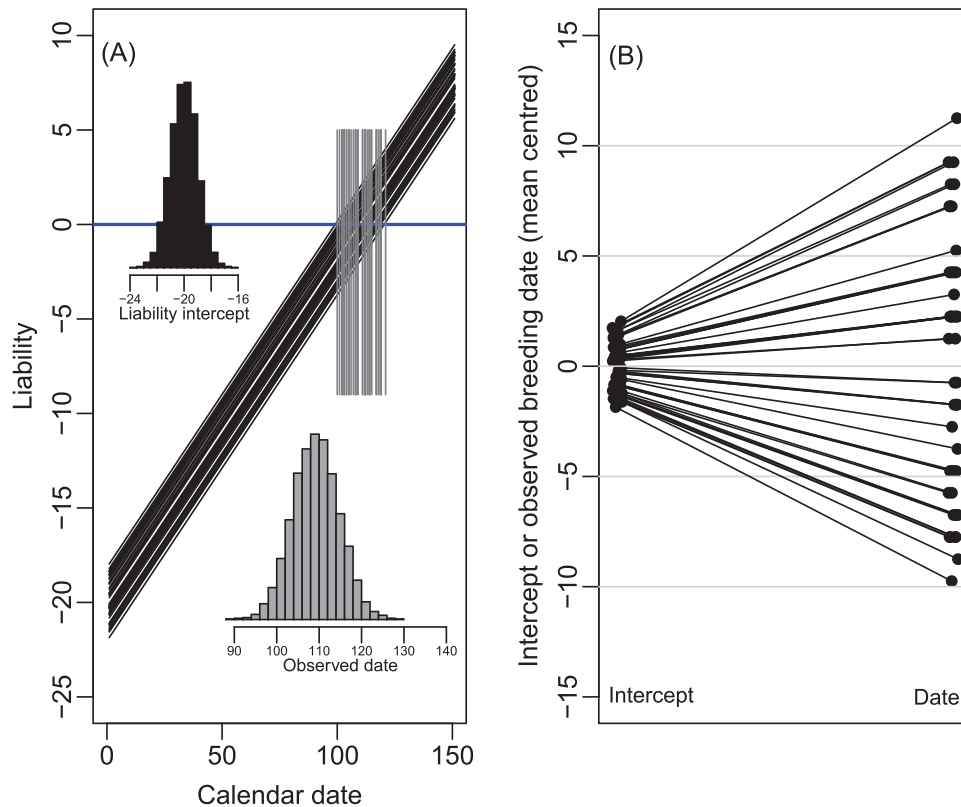 (A)
10
5
0
−5
−10
−15
−20
−25
Liability
0 50 100 150
Calendar date
−24 −20 −16
Liability intercept
90 100 110 120 130 140
Observed date
(B)
15
10
5
0
−5
−10
−15
Intercept or observed breeding date (mean centred)
Intercept Date